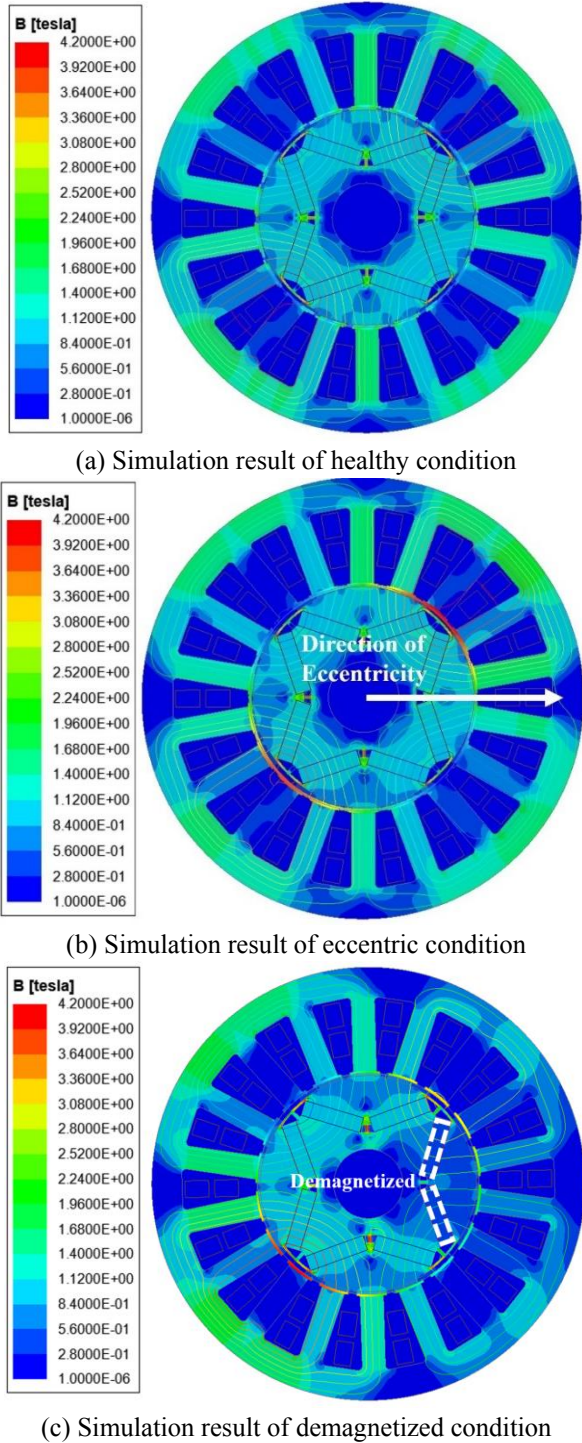 B [tesla]
4.2000E+00
3.9200E+00
3.6400E+00
3.3600E+00
3.0800E+00
2.8000E+00
2.5200E+00
2.2400E+00
1.9600E+00
1.6800E+00
1.4000E+00
1.1200E+00
8.4000E-01
5.6000E-01
2.8000E-01
1.0000E-06
(a) Simulation result of healthy condition
B [tesla]
4.2000E+00
3.9200E+00
3.6400E+00
3.3600E+00
3.0800E+00
2.8000E+00
2.5200E+00
2.2400E+00
1.9600E+00
1.6800E+00
1.4000E+00
1.1200E+00
8.4000E-01
5.6000E-01
2.8000E-01
1.0000E-06
Direction of
Eccentricity
(b) Simulation result of eccentric condition
B [tesla]
4.2000E+00
3.9200E+00
3.6400E+00
3.3600E+00
3.0800E+00
2.8000E+00
2.5200E+00
2.2400E+00
1.9600E+00
1.6800E+00
1.4000E+00
1.1200E+00
8.4000E-01
5.6000E-01
2.8000E-01
1.0000E-06
Demagnetized
(c) Simulation result of demagnetized condition